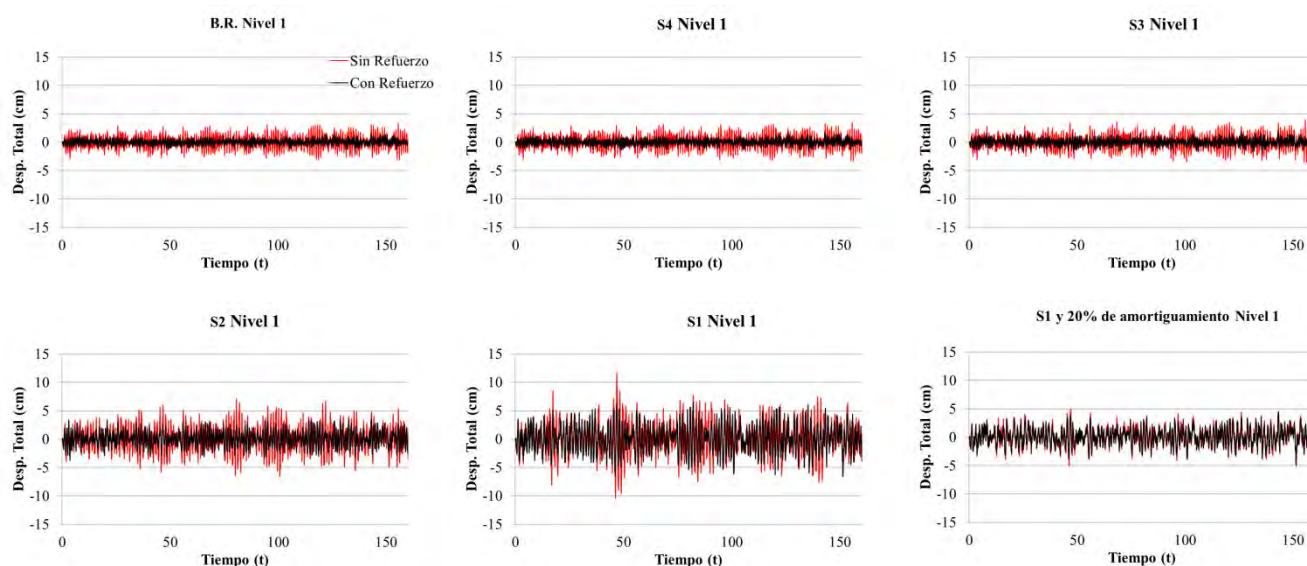 B.R. Nivel 1
Sin Refuerzo
Con Refuerzo
15
10
5
0
-5
-10
-15
Desp. Total (cm)
0 50 100 150
Tiempo (t)
S4 Nivel 1
15
10
5
0
-5
-10
-15
Desp. Total (cm)
0 50 100 150
Tiempo (t)
S3 Nivel 1
15
10
5
0
-5
-10
-15
Desp. Total (cm)
0 50 100 150
Tiempo (t)
S2 Nivel 1
15
10
5
0
-5
-10
-15
Desp. Total (cm)
0 50 100 150
Tiempo (t)
S1 Nivel 1
15
10
5
0
-5
-10
-15
Desp. Total (cm)
0 50 100 150
Tiempo (t)
S1 y 20% de amortiguamiento Nivel 1
15
10
5
0
-5
-10
-15
Desp. Total (cm)
0 50 100 150
Tiempo (t)